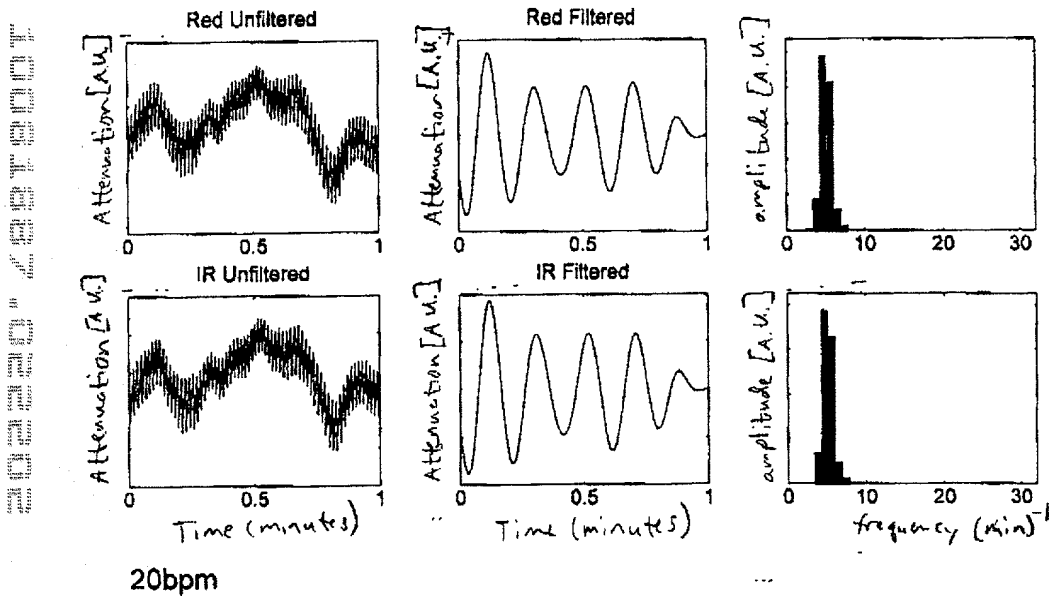 10081887.022202
Red Unfiltered
Attenuation [A.U.]
0 0.5 1
Red Filtered
Attenuation [A.U.]
0 0.5 1
amplitude [A.U.]
0 10 20 30
IR Unfiltered
Attenuation [A.U.]
0 0.5 1
Time (minutes)
IR Filtered
Attenuation [A.U.]
0 0.5 1
Time (minutes)
amplitude [A.U.]
0 10 20 30
frequency (min)⁻¹
20bpm